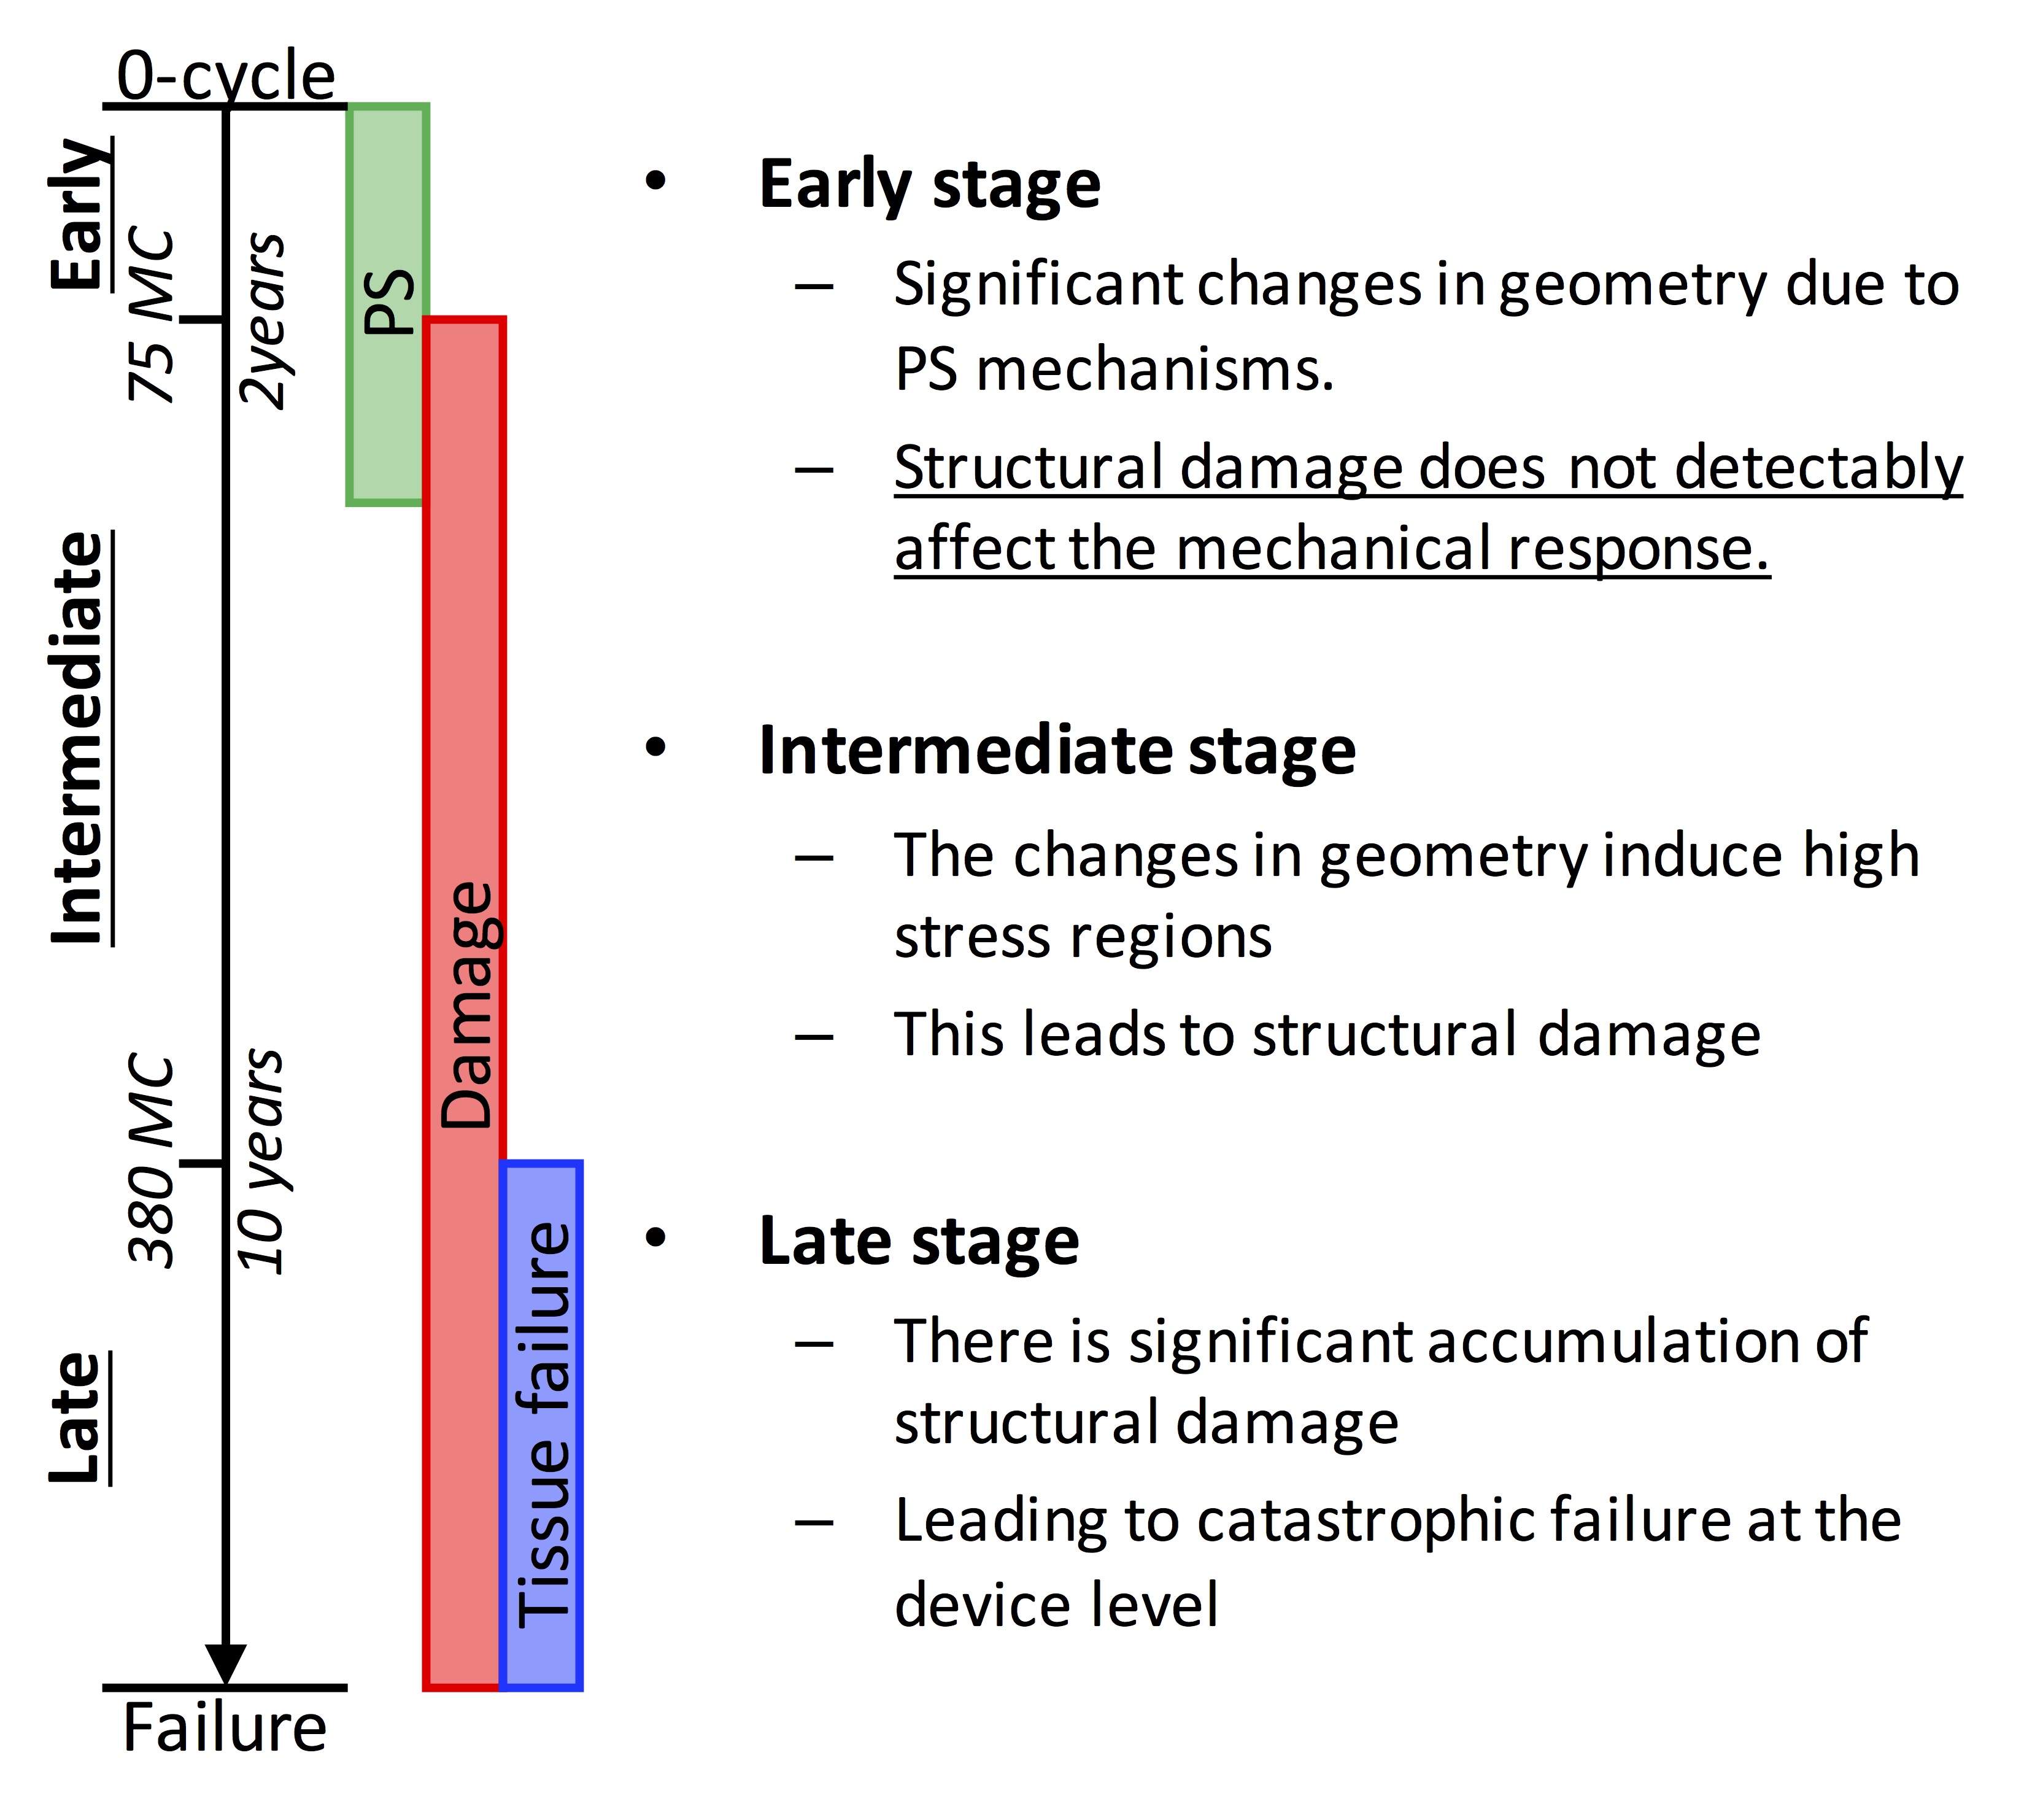 0-cycle
Early
75 MC
2years
PS
Intermediate
Damage
380 MC
10 years
Late
Tissue failure
Failure
• Early stage
– Significant changes in geometry due to
PS mechanisms.
– Structural damage does not detectably
affect the mechanical response.
• Intermediate stage
– The changes in geometry induce high
stress regions
– This leads to structural damage
• Late stage
– There is significant accumulation of
structural damage
– Leading to catastrophic failure at the
device level